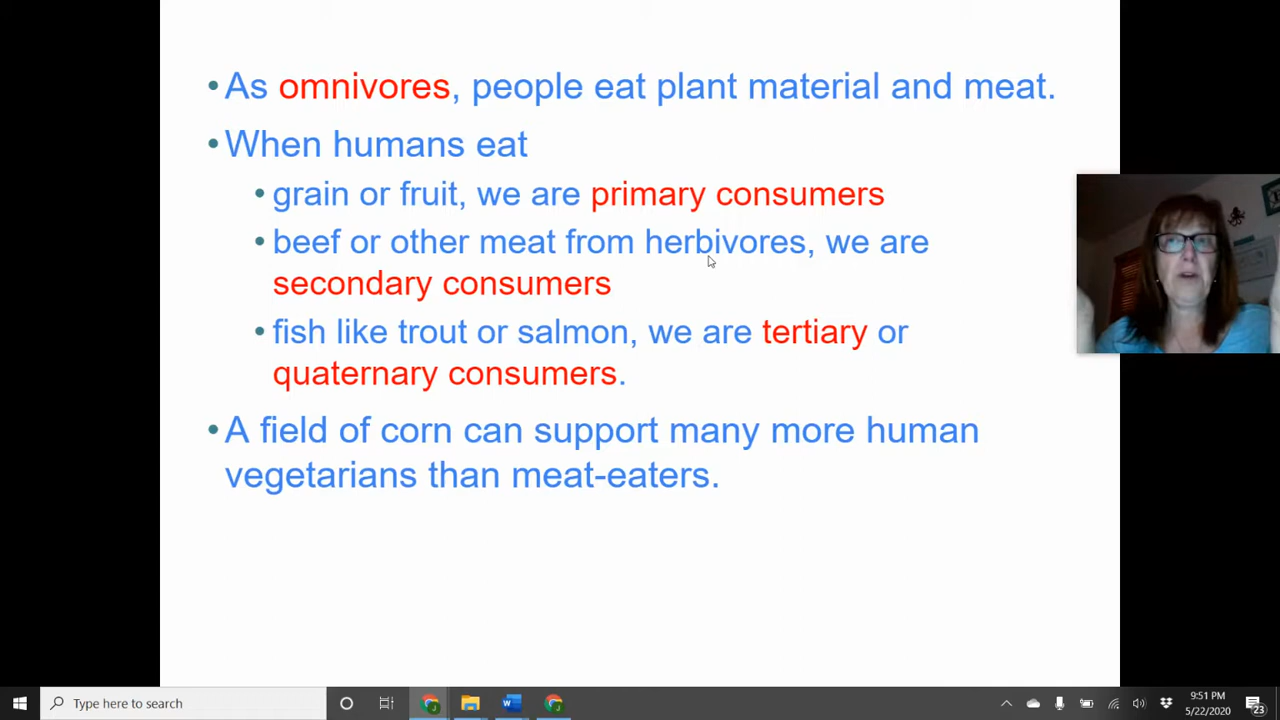 •As omnivores, people eat plant material and meat.
•When humans eat
•grain or fruit, we are primary consumers
•beef or other meat from herbivores, we are
secondary consumers
•fish like trout or salmon, we are tertiary or
quaternary consumers.
•A field of corn can support many more human
vegetarians than meat-eaters.
Type here to search
9:51 PM
5/22/2020
23